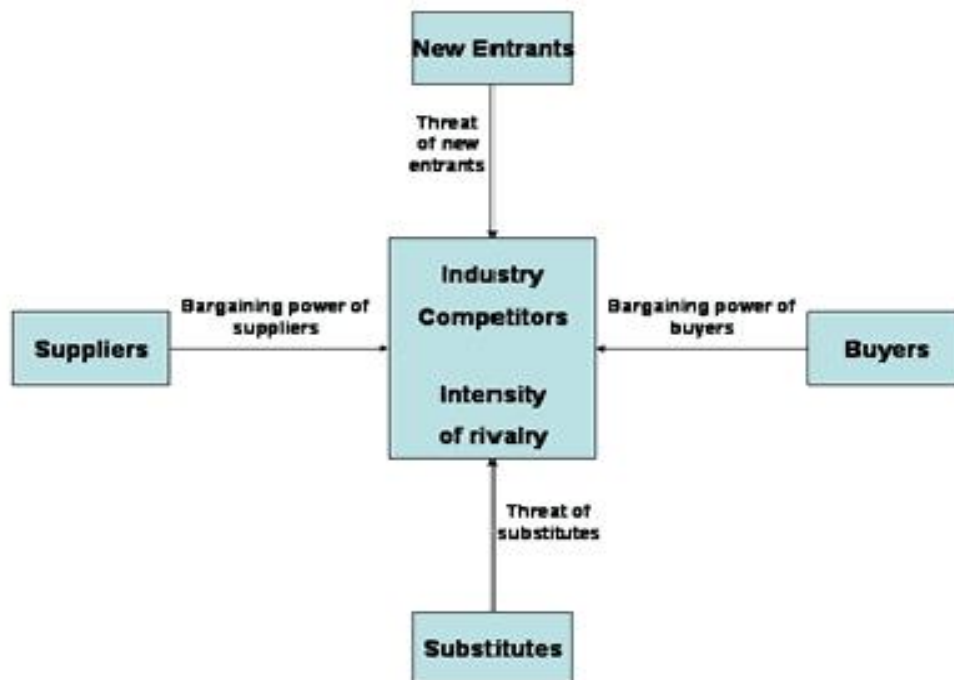 New Entrants
Threat
of new
entrants
Industry
Competitors
Intensity
of rivalry
Bargaining power of
suppliers
Suppliers
Bargaining power of
buyers
Buyers
Threat of
substitutes
Substitutes